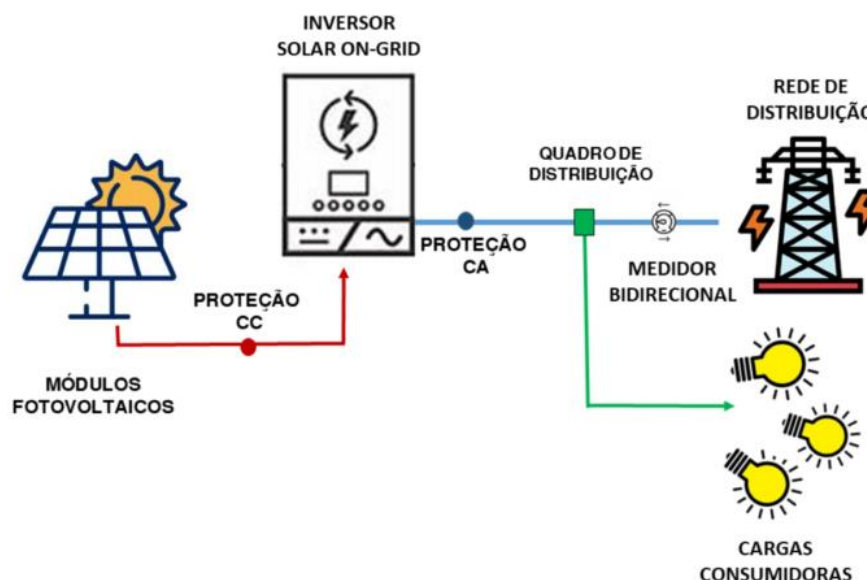 INVERSOR
SOLAR ON-GRID
REDE DE
DISTRIBUIÇÃO
QUADRO DE
DISTRIBUIÇÃO
PROTEÇÃO
CA
MEDIDOR
BIDIRECIONAL
PROTEÇÃO
CC
MÓDULOS
FOTOVOLTAICOS
CARGAS
CONSUMIDORAS